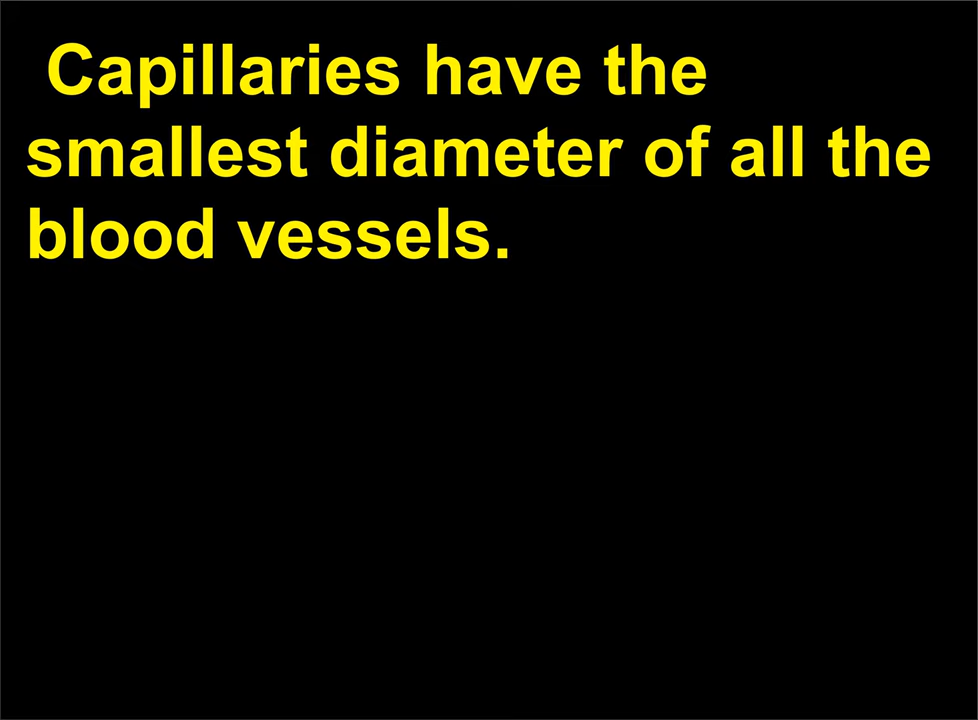 Capillaries have the
smallest diameter of all the
blood vessels.